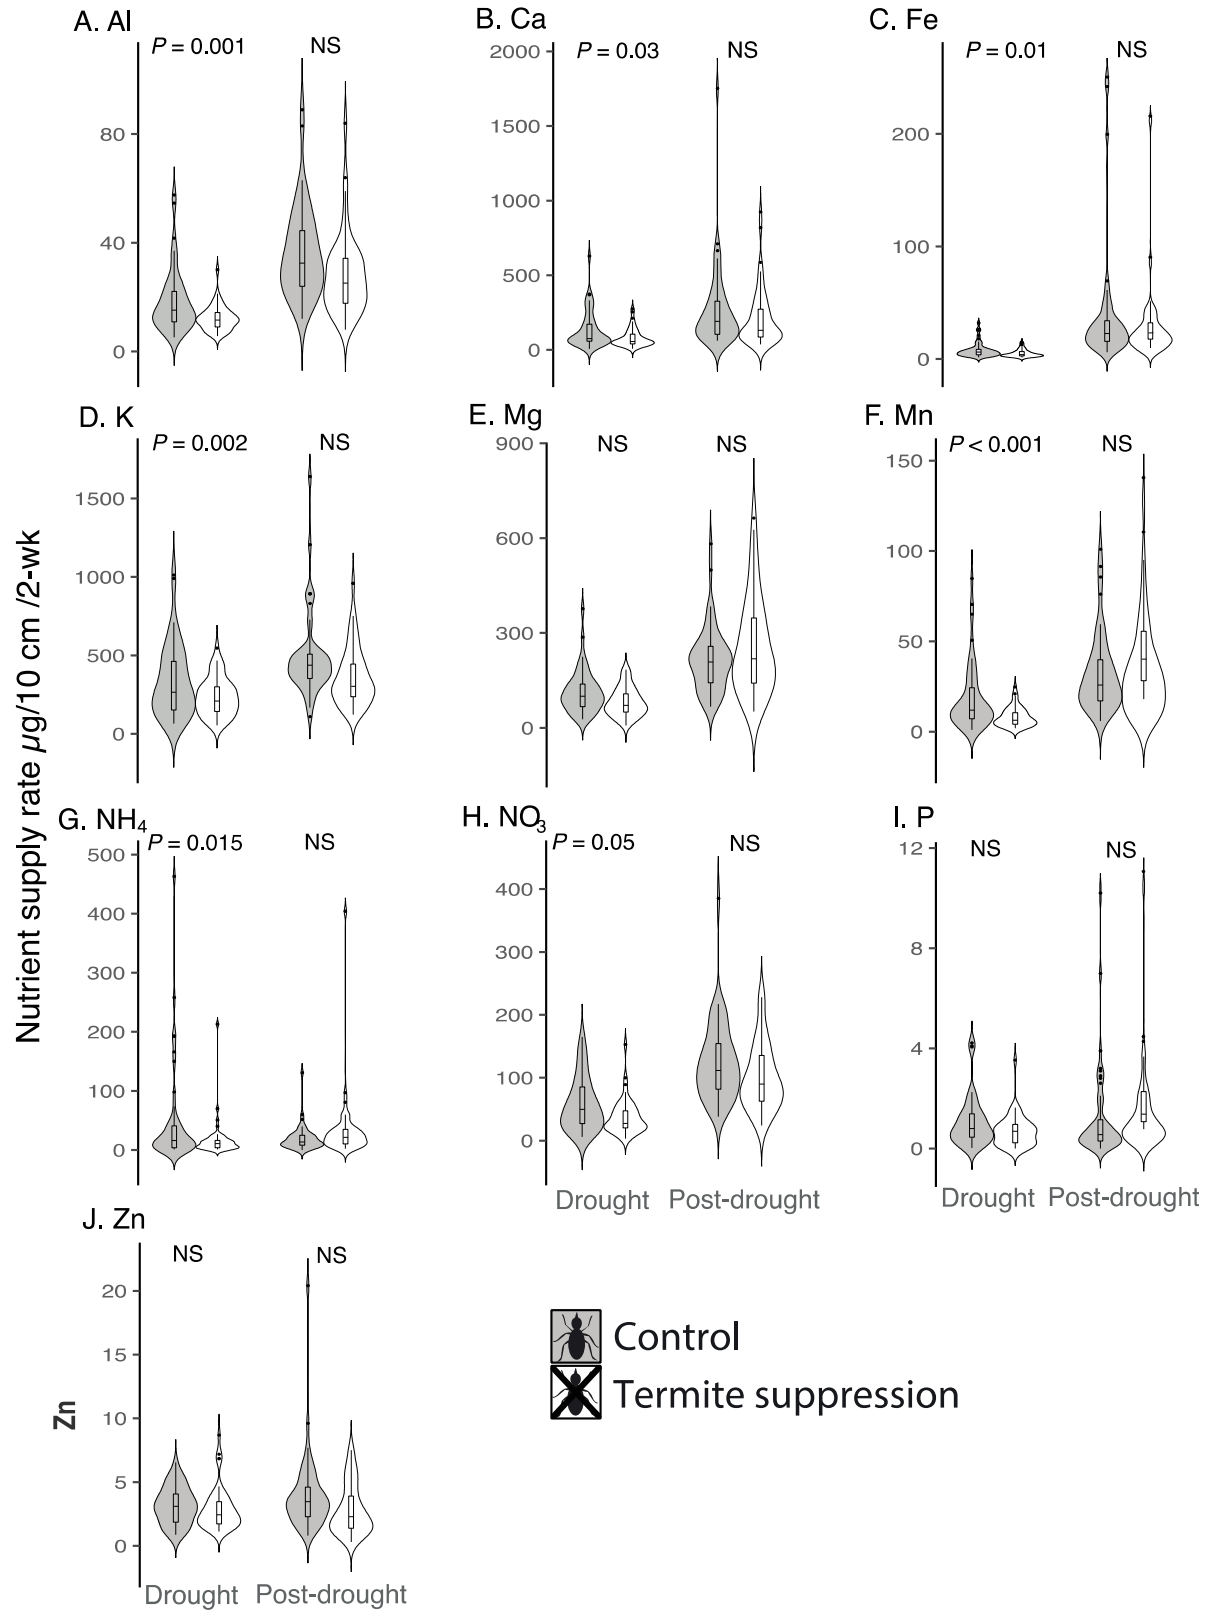 A. Al
P = 0.001
NS
80
40
0
B. Ca
P = 0.03
NS
2000
1500
1000
500
0
C. Fe
P = 0.01
NS
200
100
0
D. K
P = 0.002
NS
1500
1000
500
0
E. Mg
NS
NS
900
600
300
0
F. Mn
P < 0.001
NS
150
100
50
0
Nutrient supply rate µg/10 cm /2-wk
G. NH4
P = 0.015
NS
500
400
300
200
100
0
H. NO3
P = 0.05
NS
400
300
200
100
0
Drought Post-drought
I. P
NS
NS
12
8
4
0
Drought Post-drought
J. Zn
NS
NS
20
15
10
5
0
Zn
Drought Post-drought
Control
Termite suppression